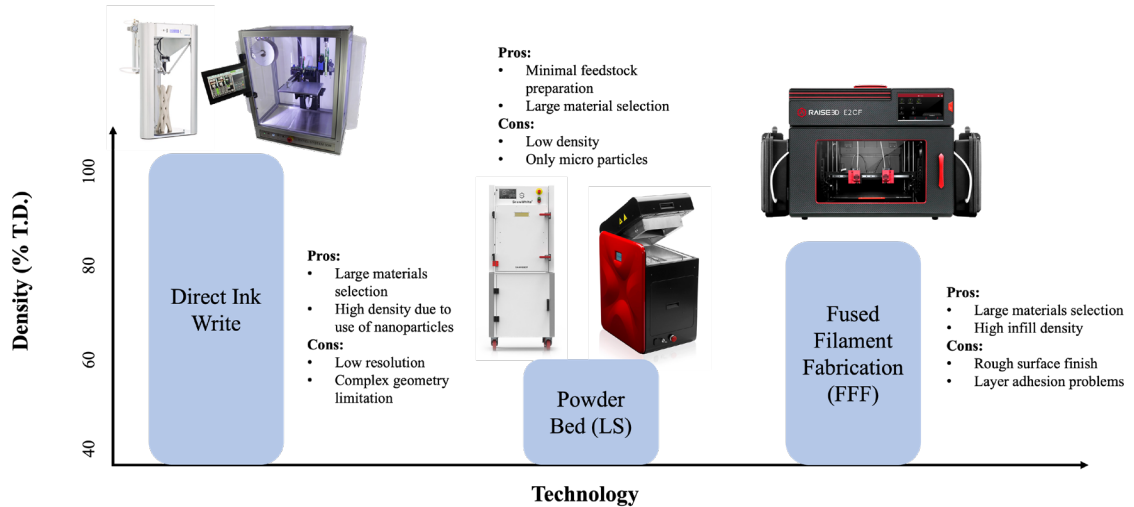 Pros:
• Minimal feedstock
preparation
• Large material selection
Cons:
• Low density
• Only micro particles
RAISE3D E2CF
Density (% T.D.)
100
80
60
40
Direct Ink
Write
Pros:
• Large materials
selection
• High density due to
use of nanoparticles
Cons:
• Low resolution
• Complex geometry
limitation
Powder
Bed (LS)
Fused
Filament
Fabrication
(FFF)
Pros:
• Large materials selection
• High infill density
Cons:
• Rough surface finish
• Layer adhesion problems
Technology